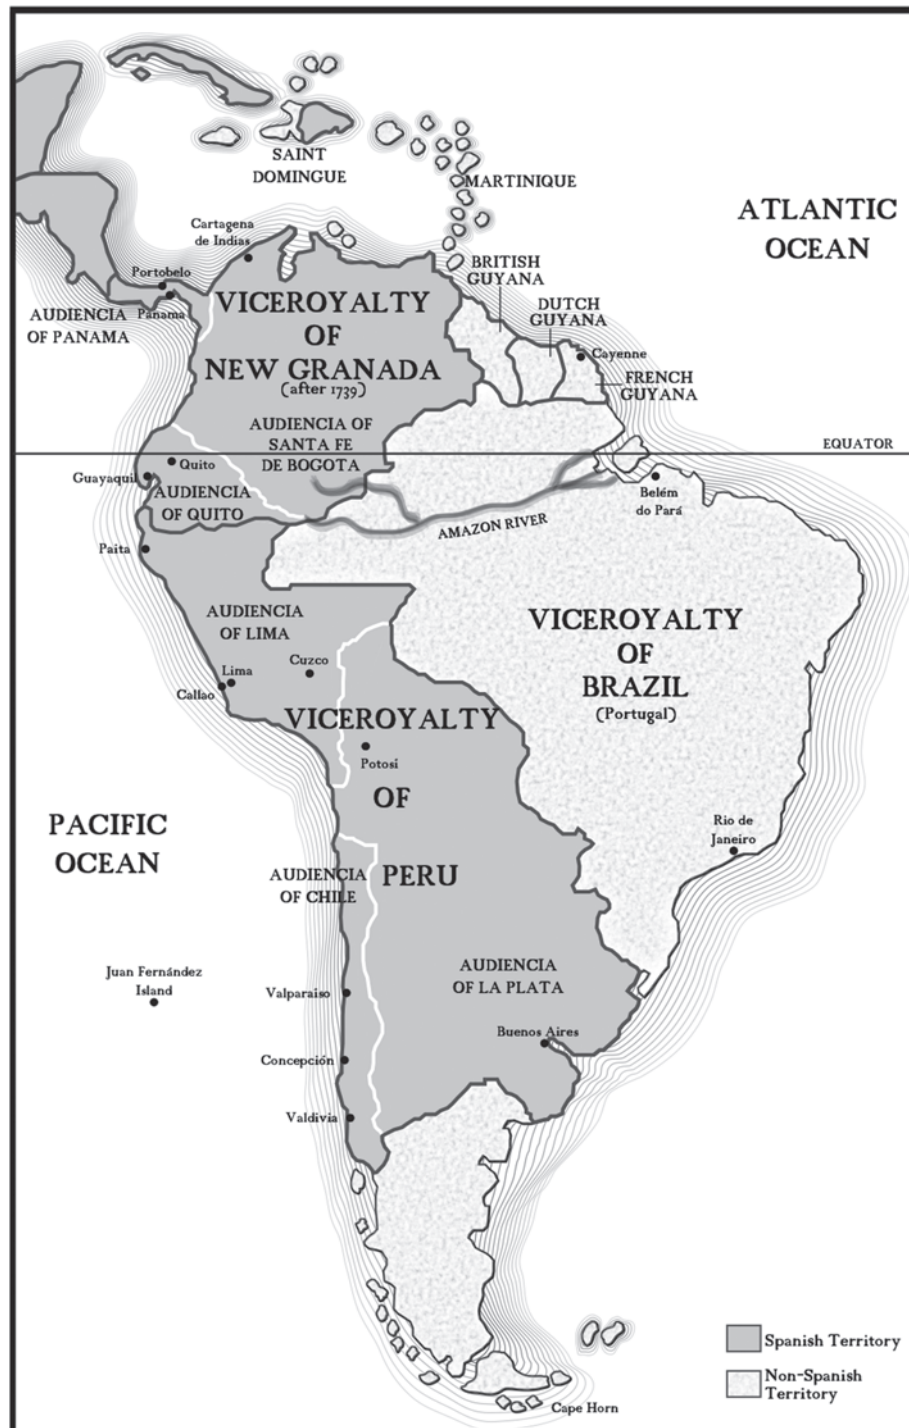 SAINT
DOMINGUE
MARTINIQUE
ATLANTIC
OCEAN
Cartagena
de Indias
BRITISH
GUYANA
Portobelo
Panama
AUDIENCIA
OF PANAMA
VICEROYALTY
OF
NEW GRANADA
(after 1739)
DUTCH
GUYANA
Cayenne
FRENCH
GUYANA
AUDIENCIA OF
SANTA FE
DE BOGOTA
EQUATOR
Quito
Guayaquil
AUDIENCIA
OF QUITO
Belém
do Pará
AMAZON RIVER
Paita
AUDIENCIA
OF LIMA
VICEROYALTY
OF
BRAZIL
(Portugal)
Cuzco
Lima
Callao
VICEROYALTY
OF
PERU
Potosi
PACIFIC
OCEAN
Rio de
Janeiro
AUDIENCIA
OF CHILE
AUDIENCIA
OF LA PLATA
Juan Fernández
Island
Valparaiso
Buenos Aires
Concepción
Valdivia
Spanish Territory
Non-Spanish
Territory
Cape Horn